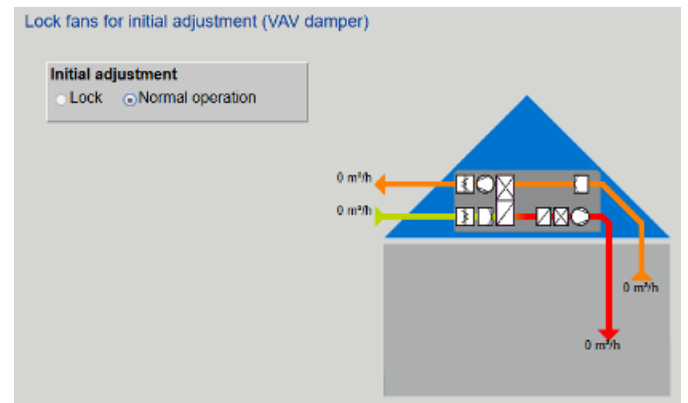 Lock fans for initial adjustment (VAV damper)
Initial adjustment
Lock Normal operation
0 m³/h
0 m³/h
0 m³/h
0 m³/h